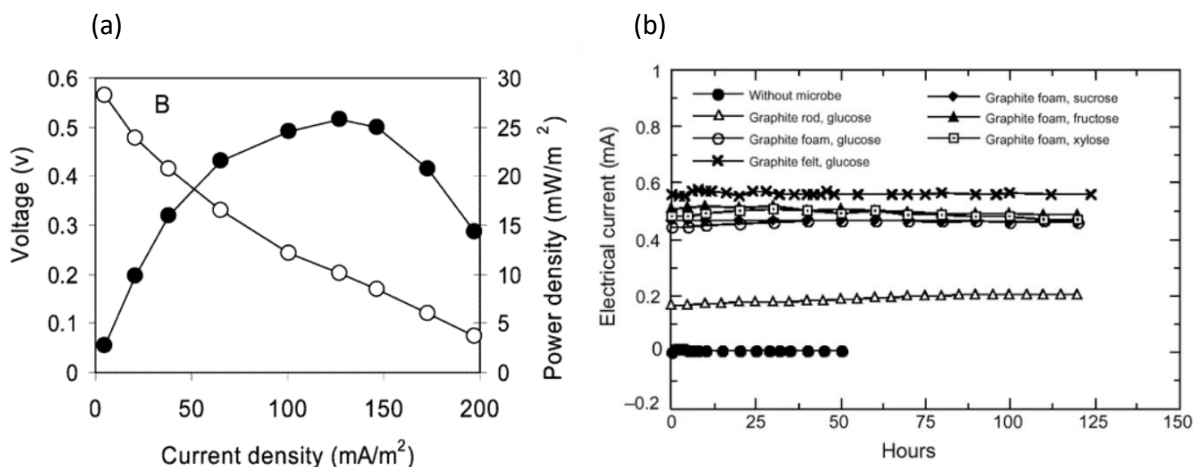 (a)
B
Voltage (v)
0.6
0.5
0.4
0.3
0.2
0.1
0
30
25
20
15
10
5
0
Power density (mW/m²)
0 50 100 150 200
Current density (mA/m²)
(b)
Electrical current (mA)
1
0.8
0.6
0.4
0.2
0
–0.2
Without microbe
Graphite rod, glucose
Graphite foam, glucose
Graphite felt, glucose
Graphite foam, sucrose
Graphite foam, fructose
Graphite foam, xylose
0 25 50 75 100 125 150
Hours